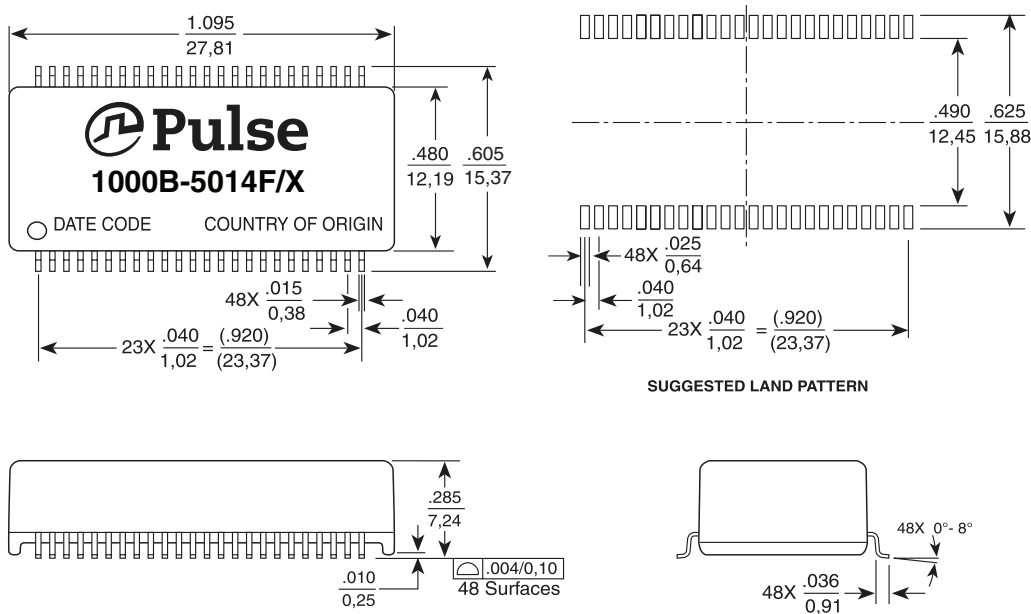 1.095
27,81
Pulse
1000B-5014F/X
DATE CODE COUNTRY OF ORIGIN
.480
12,19
.605
15,37
48X .015
0,38
.040
1,02
23X .040 = (.920)
1,02 (23,37)
.490
12,45
.625
15,88
48X .025
0,64
.040
1,02
23X .040 = (.920)
1,02 (23,37)
SUGGESTED LAND PATTERN
.285
7,24
.010
0,25
.004/0,10
48 Surfaces
48X 0°- 8°
48X .036
0,91